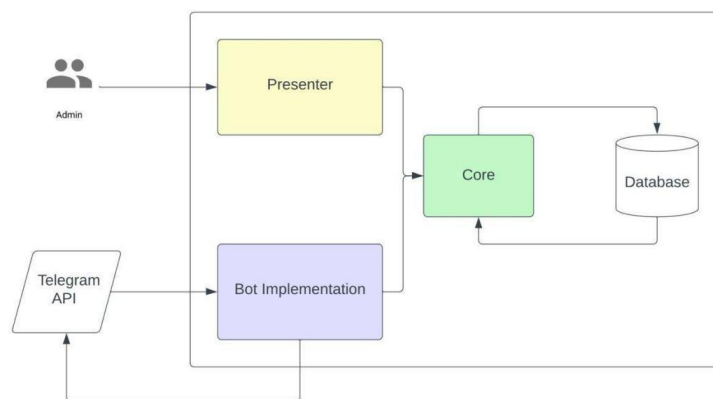 Presenter
Admin
Core
Database
Telegram
API
Bot Implementation